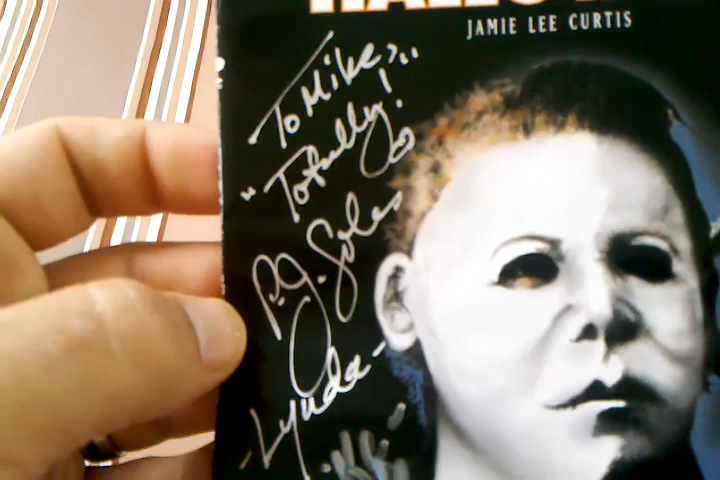 JAMIE LEE CURTIS
To Mike,
"Totally!"
P.J. Soles
-Lynda-